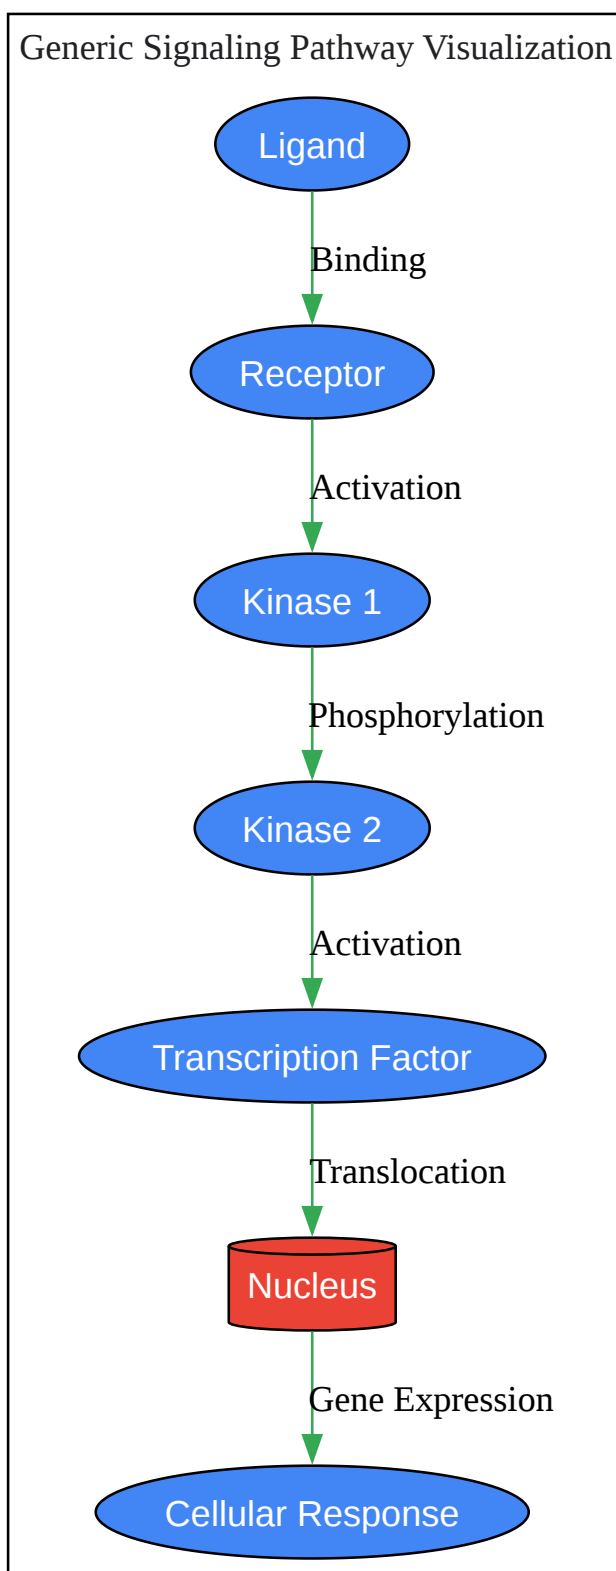 Generic Signaling Pathway Visualization
Ligand
Binding
Receptor
Activation
Kinase 1
Phosphorylation
Kinase 2
Activation
Transcription Factor
Translocation
Nucleus
Gene Expression
Cellular Response